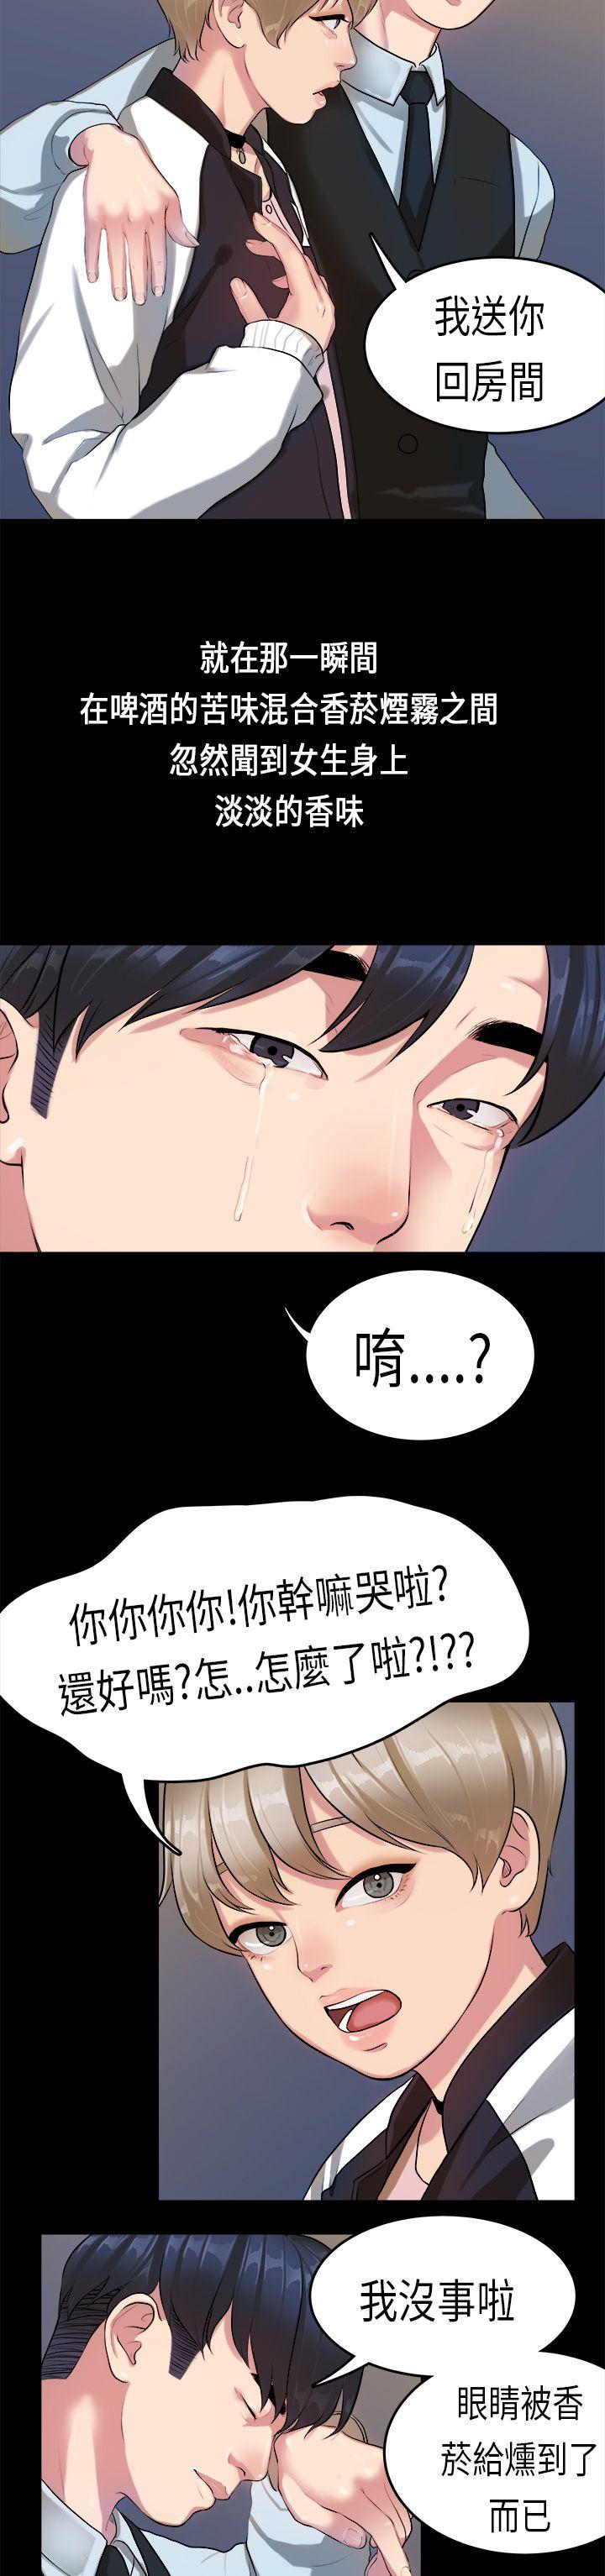 我送你
回房間
就在那一瞬間
在啤酒的苦味混合香菸煙霧之間
忽然聞到女生身上
淡淡的香味
唷....?
你你你你!你幹嘛哭啦?
還好嗎?怎..怎麼了啦?!??
我沒事啦
眼睛被香
菸給燻到了
而已